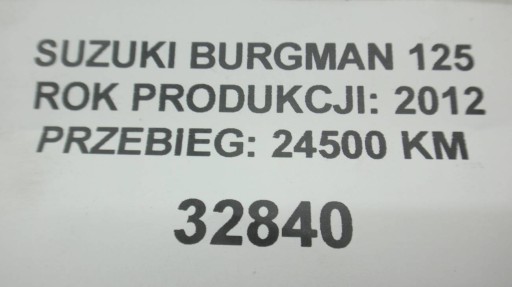 SUZUKI BURGMAN 125
ROK PRODUKCJI: 2012
PRZEBIEG: 24500 KM
32840